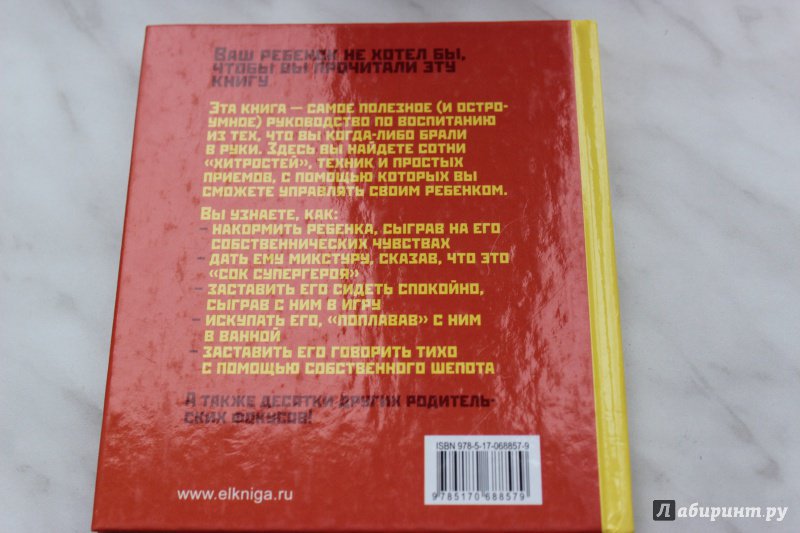 Ваш ребенок не хотел бы,
чтобы вы прочитали эту
книгу
Эта книга — самое полезное (и остро-
умное) руководство по воспитанию
из тех, что вы когда-либо брали
в руки. Здесь вы найдете сотни
«хитростей», техник и простых
приемов, с помощью которых вы
сможете управлять своим ребенком.
Вы узнаете, как:
- накормить ребенка, сыграв на его
собственнических чувствах
- дать ему микстуру, сказав, что это
«сок супергероя»
- заставить его сидеть спокойно,
сыграв с ним в игру
- искупать его, «поплавав» с ним
в ванной
- заставить его говорить тихо
с помощью собственного шепота
А также десятки других родитель-
ских фокусов!
ISBN 978-5-17-068857-9
9785170688579
www.elkniga.ru
Лабиринт.ру